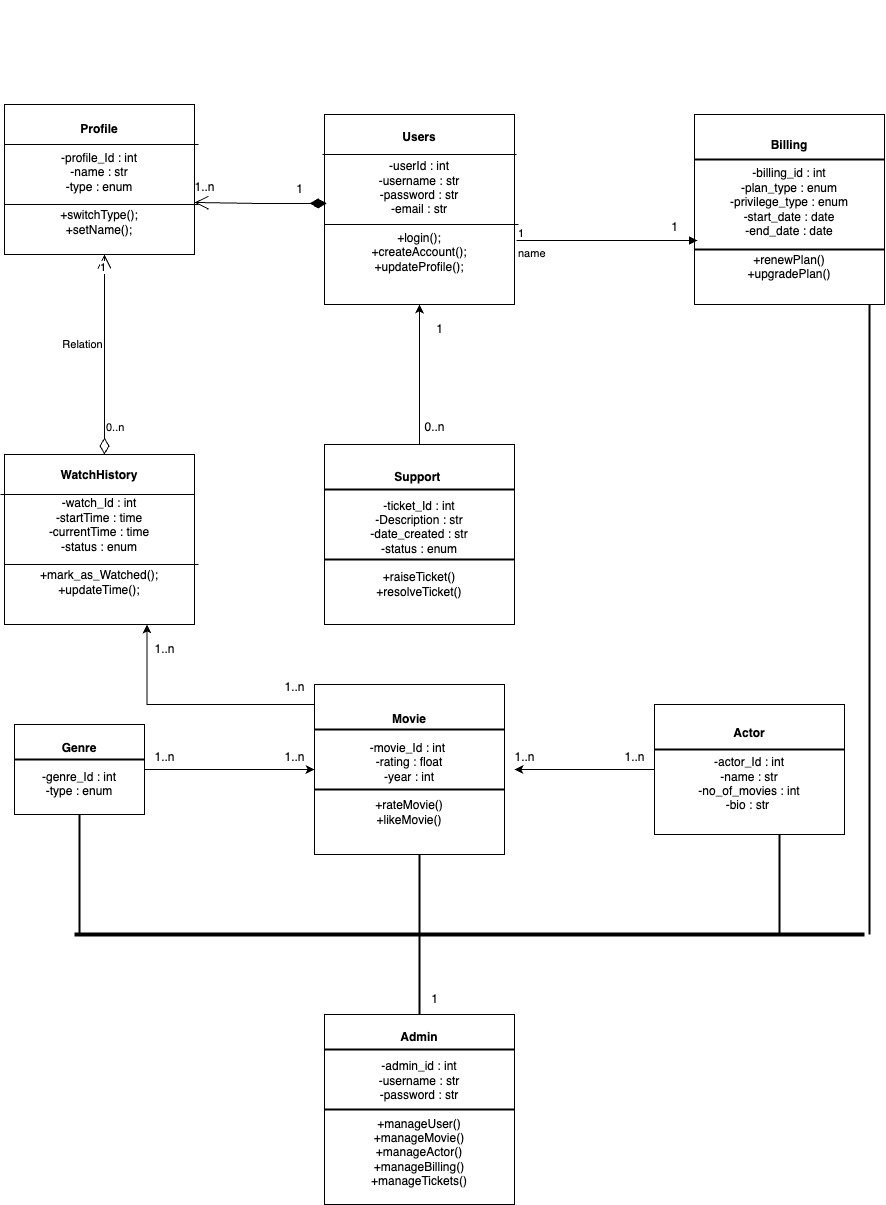 Profile
-profile_Id : int
-name : str
-type : enum
+switchType();
+setName();
1..n
1
Users
-userId : int
-username : str
-password : str
-email : str
+login();
+createAccount();
+updateProfile();
1
name
1
Billing
-billing_id : int
-plan_type : enum
-privilege_type : enum
-start_date : date
-end_date : date
+renewPlan()
+upgradePlan()
1
Relation
0..n
1
0..n
WatchHistory
-watch_Id : int
-startTime : time
-currentTime : time
-status : enum
+mark_as_Watched();
+updateTime();
Support
-ticket_Id : int
-Description : str
-date_created : str
-status : enum
+raiseTicket()
+resolveTicket()
1..n
1..n
Genre
-genre_Id : int
-type : enum
1..n
1..n
Movie
-movie_Id : int
-rating : float
-year : int
+rateMovie()
+likeMovie()
1..n
1..n
Actor
-actor_Id : int
-name : str
-no_of_movies : int
-bio : str
1
Admin
-admin_id : int
-username : str
-password : str
+manageUser()
+manageMovie()
+manageActor()
+manageBilling()
+manageTickets()